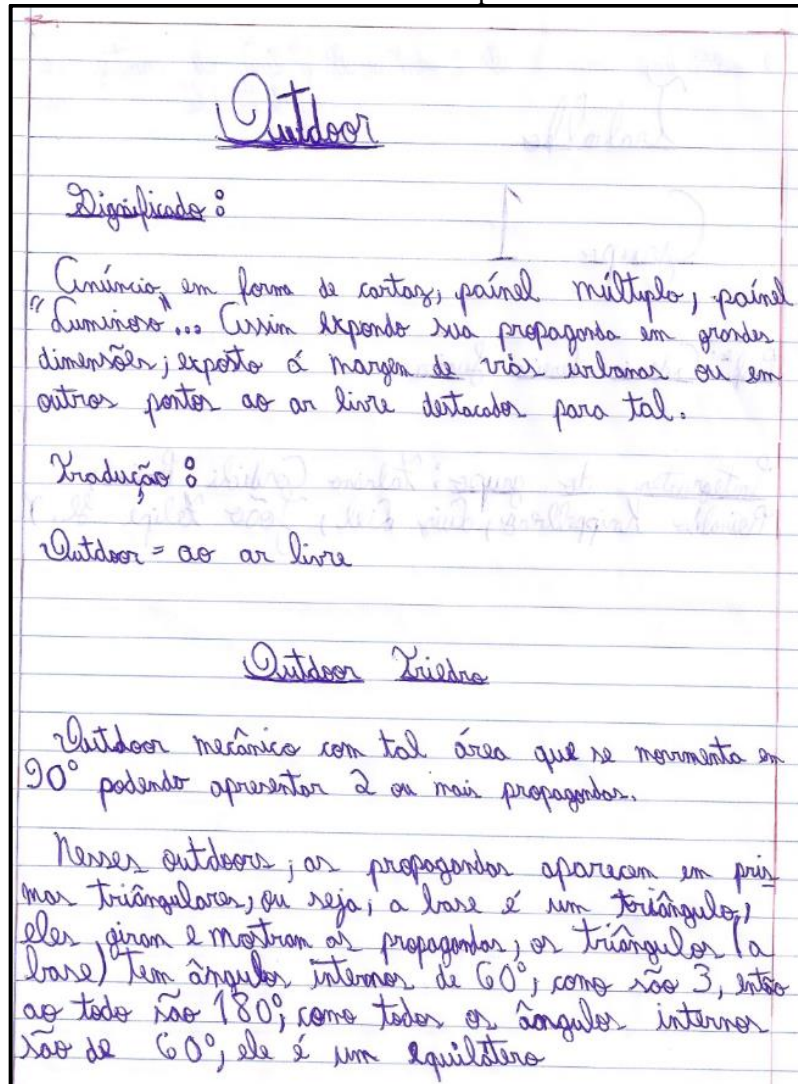 Outdoor
Significado:
Anúncio, em forma de cartaz, paínel múltiplo, paínel
"Luminoso"... Assim expondo sua propaganda em grandes
dimensões; exposto á margem de viás urbanas ou em
outros pontos ao ar livre destacados para tal.
Tradução:
Outdoor = ao ar livre
Outdoor Triedro
Outdoor mecânico com tal área que se movimenta em
90° podendo apresentar 2 ou mais propagandas.
Nesses outdoors, as propagandas aparecem em pris
mas triângulares, ou seja, a base é um triângulo,
eles giram e mostram as propagandas, os triângulos (a
base) tem ângulos internos de 60°, como são 3, então
ao todo são 180°, como todos os ângulos internos
são de 60°, ele é um equilátero